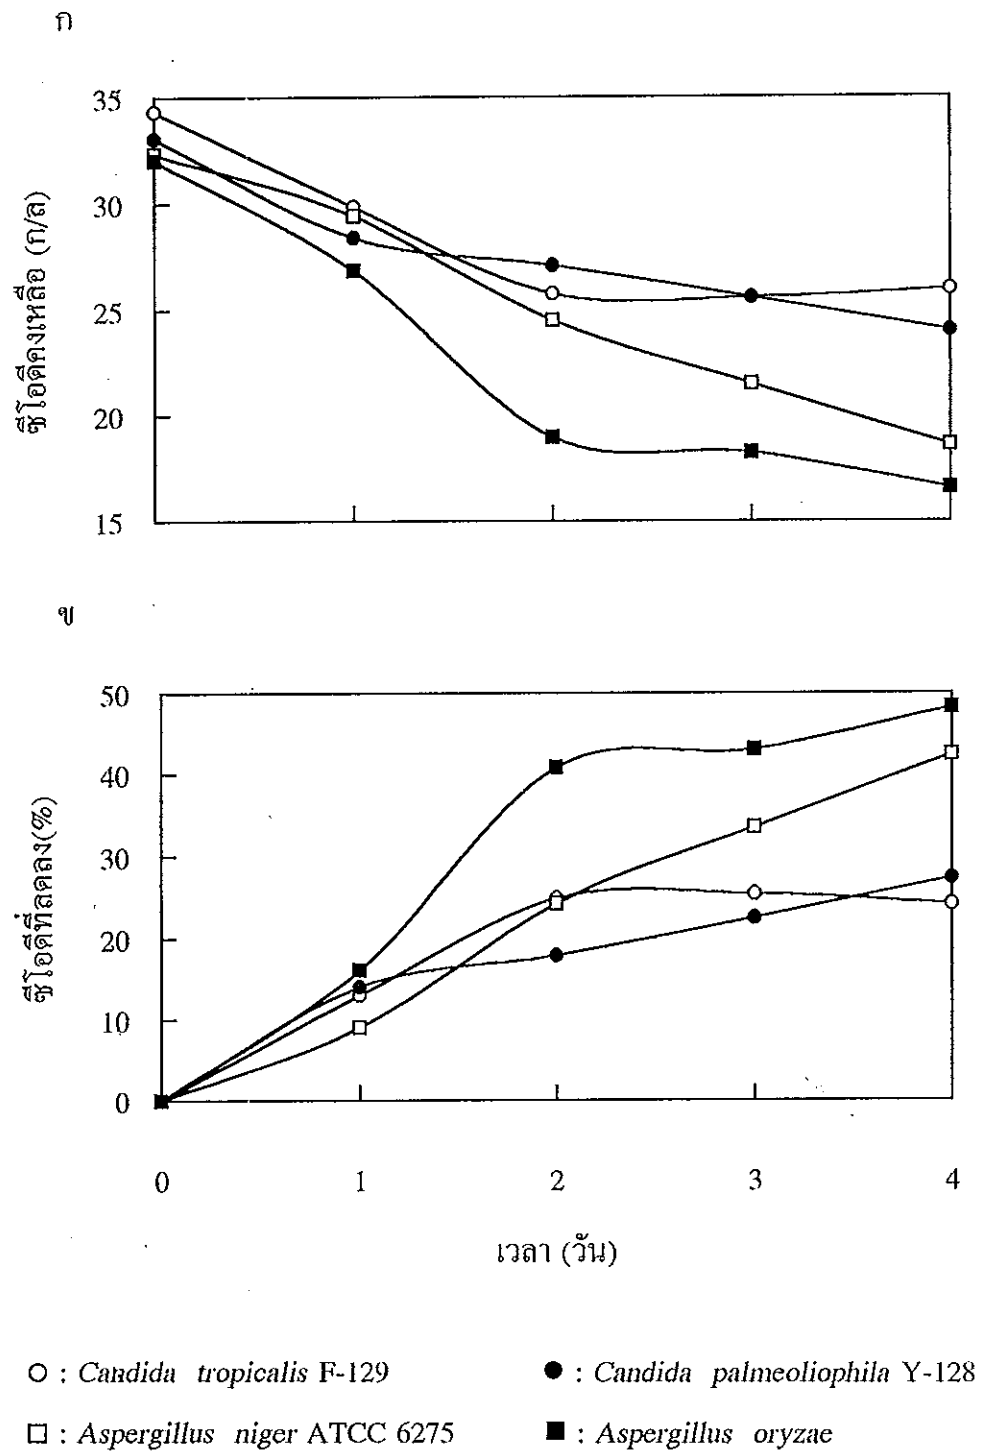 ก
35
30
25
20
15
ซีโอดีคงเหลือ (ก/ล)
ข
50
40
30
20
10
0
ซีโอดีที่ลดลง(%)
0 1 2 3 4
เวลา (วัน)
○ : Candida tropicalis F-129 ● : Candida palmeoliophila Y-128
□ : Aspergillus niger ATCC 6275 ■ : Aspergillus oryzae